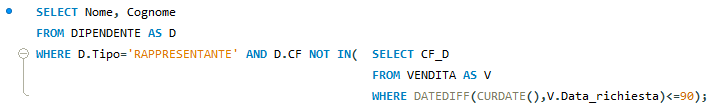 SELECT Nome, Cognome
FROM DIPENDENTE AS D
WHERE D.Tipo='RAPPRESENTANTE' AND D.CF NOT IN( SELECT CF_D
FROM VENDITA AS V
WHERE DATEDIFF(CURDATE(),V.Data_richiesta)<=90);